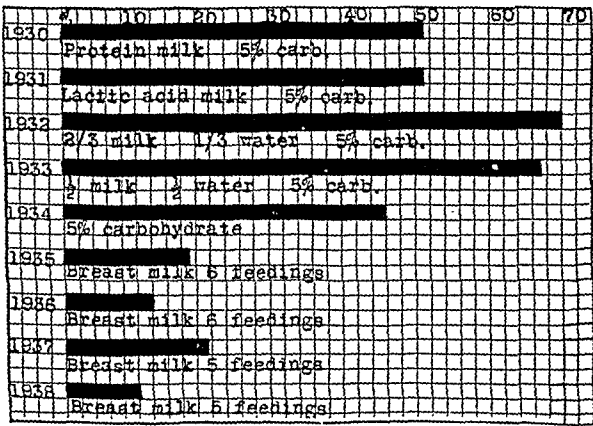 % 10 20 30 40 50 60 70
1930
Protein milk 5% carb.
1931
Lactic acid milk 5% carb.
1932
2/3 milk 1/3 water 5% carb.
1933
½ milk ½ water 5% carb.
1934
5% carbohydrate
1935
Breast milk 6 feedings
1936
Breast milk 6 feedings
1937
Breast milk 5 feedings
1938
Breast milk 5 feedings